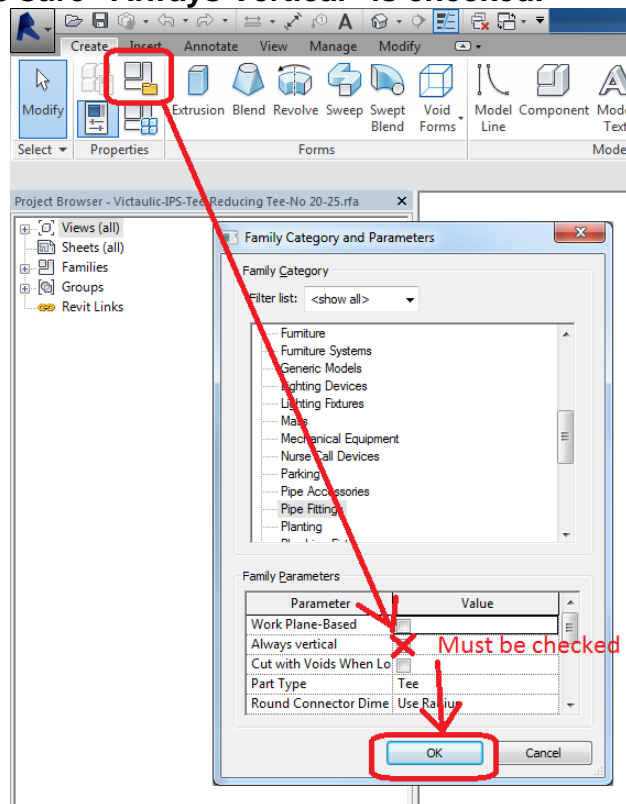 Always Vertical" is checked.
Create Insert Annotate View Manage Modify
Modify Extrusion Blend Revolve Sweep Swept Void Model Component
Blend Forms Line
Select Properties Forms
Project Browser - Victaulic-IPS-Tee-Reducing Tee-No 20-25.rfa
Views (all)
Sheets (all)
Families
Groups
Revit Links
Family Category and Parameters
Family Category
Filter list: <show all>
Furniture
Furniture Systems
Generic Models
Lighting Devices
Lighting Fixtures
Mass
Mechanical Equipment
Nurse Call Devices
Parking
Pipe Accessories
Pipe Fittings
Planting
Family Parameters
Parameter Value
Work Plane-Based
Always vertical
Must be checked
Cut with Voids When Lo
Part Type Tee
Round Connector Dime Use Radius
OK Cancel